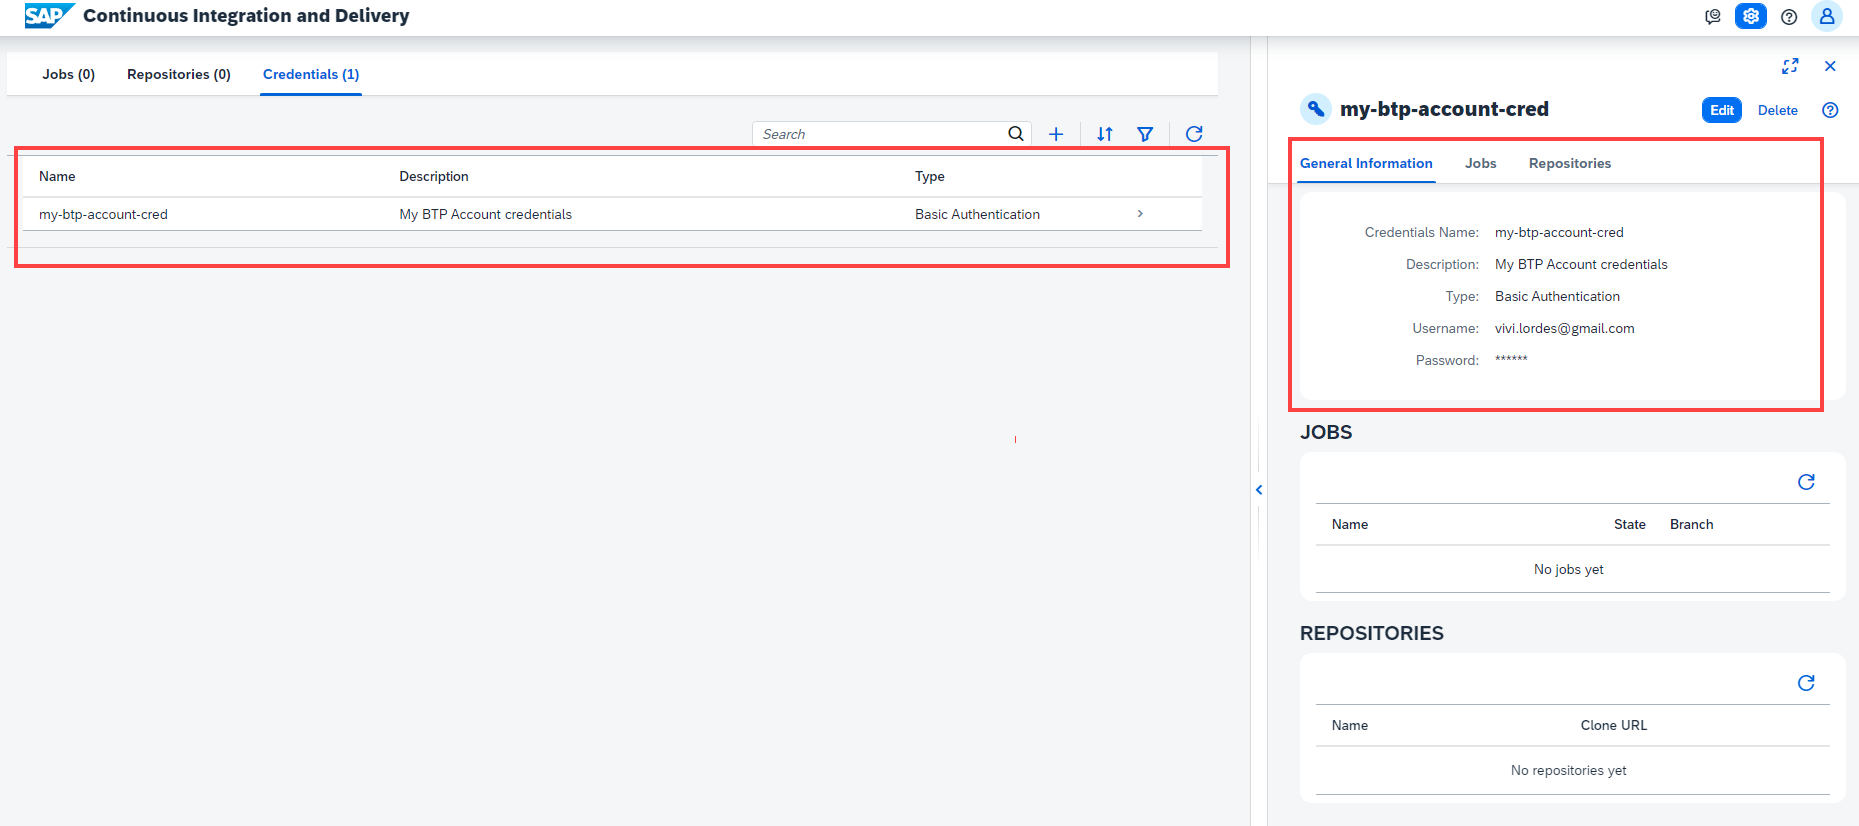 SAP Continuous Integration and Delivery
Jobs (0) Repositories (0) Credentials (1)
Search
Name Description Type
my-btp-account-cred My BTP Account credentials Basic Authentication
my-btp-account-cred Edit Delete
General Information Jobs Repositories
Credentials Name: my-btp-account-cred
Description: My BTP Account credentials
Type: Basic Authentication
Username: vivi.lordes@gmail.com
Password: ******
JOBS
Name State Branch
No jobs yet
REPOSITORIES
Name Clone URL
No repositories yet